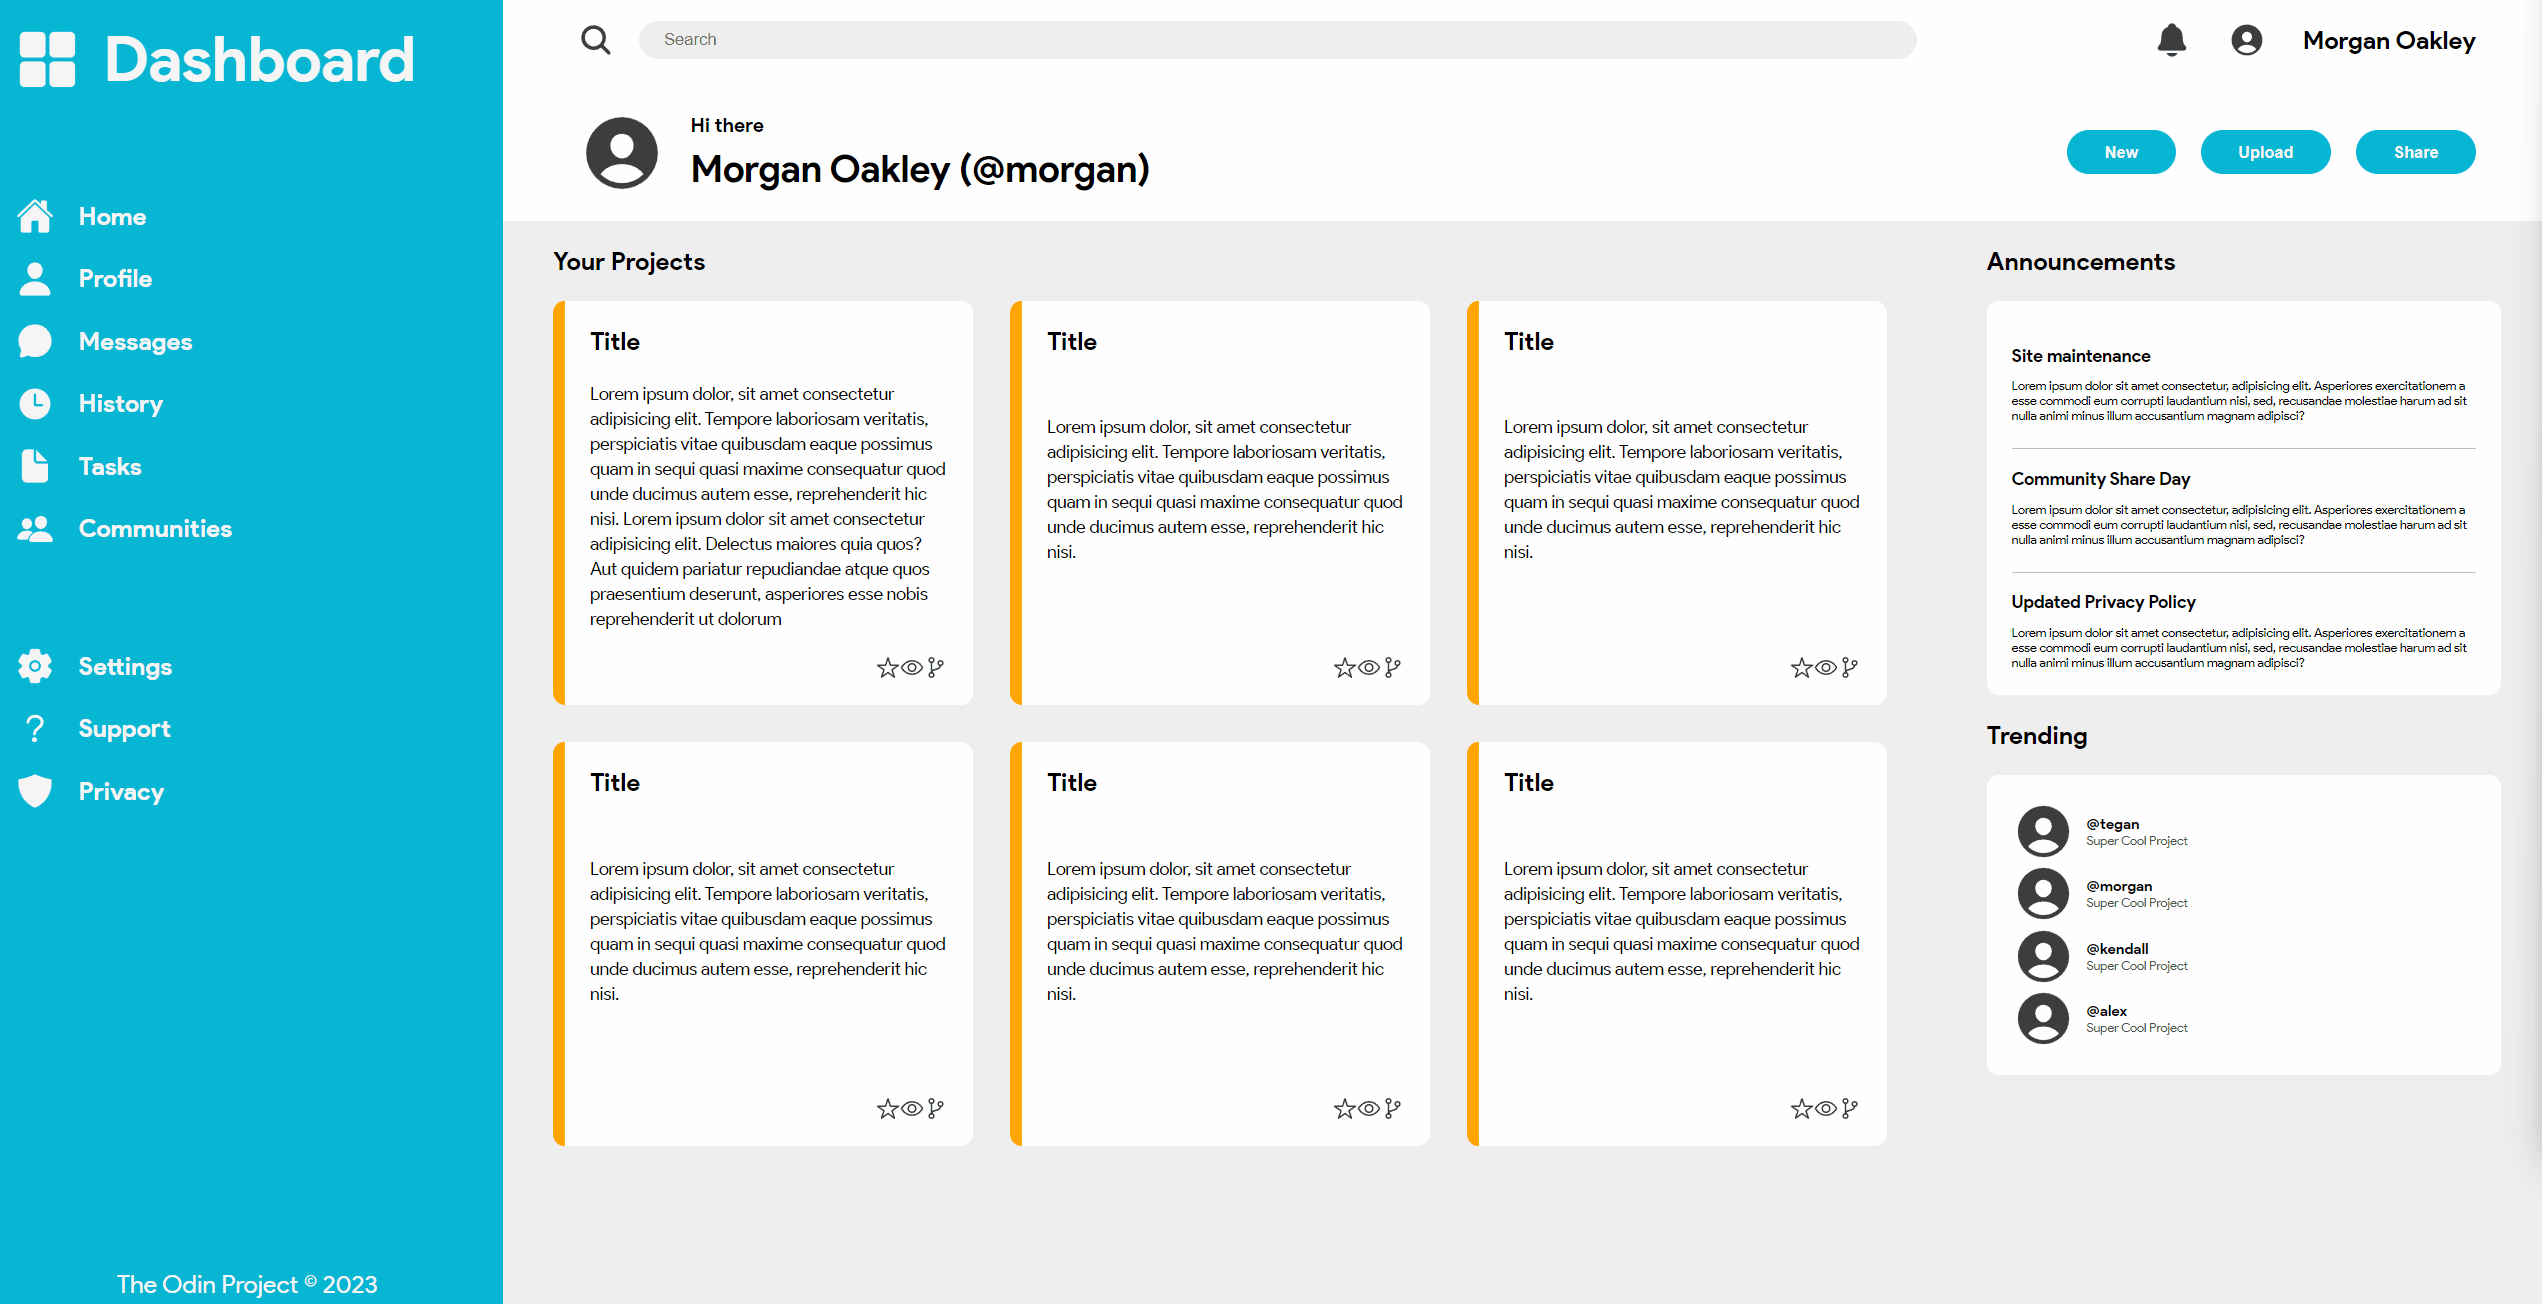 Dashboard
Home
Profile
Messages
History
Tasks
Communities
Settings
Support
Privacy
The Odin Project © 2023
Search
Morgan Oakley
Hi there
Morgan Oakley (@morgan)
New
Upload
Share
Your Projects
Title
Lorem ipsum dolor, sit amet consectetur
adipisicing elit. Tempore laboriosam veritatis,
perspiciatis vitae quibusdam eaque possimus
quam in sequi quasi maxime consequatur quod
unde ducimus autem esse, reprehenderit hic
nisi. Lorem ipsum dolor sit amet consectetur
adipisicing elit. Delectus maiores quia quos?
Aut quidem pariatur repudiandae atque quos
praesentium deserunt, asperiores esse nobis
reprehenderit ut dolorum
Title
Lorem ipsum dolor, sit amet consectetur
adipisicing elit. Tempore laboriosam veritatis,
perspiciatis vitae quibusdam eaque possimus
quam in sequi quasi maxime consequatur quod
unde ducimus autem esse, reprehenderit hic
nisi.
Title
Lorem ipsum dolor, sit amet consectetur
adipisicing elit. Tempore laboriosam veritatis,
perspiciatis vitae quibusdam eaque possimus
quam in sequi quasi maxime consequatur quod
unde ducimus autem esse, reprehenderit hic
nisi.
Title
Lorem ipsum dolor, sit amet consectetur
adipisicing elit. Tempore laboriosam veritatis,
perspiciatis vitae quibusdam eaque possimus
quam in sequi quasi maxime consequatur quod
unde ducimus autem esse, reprehenderit hic
nisi.
Title
Lorem ipsum dolor, sit amet consectetur
adipisicing elit. Tempore laboriosam veritatis,
perspiciatis vitae quibusdam eaque possimus
quam in sequi quasi maxime consequatur quod
unde ducimus autem esse, reprehenderit hic
nisi.
Title
Lorem ipsum dolor, sit amet consectetur
adipisicing elit. Tempore laboriosam veritatis,
perspiciatis vitae quibusdam eaque possimus
quam in sequi quasi maxime consequatur quod
unde ducimus autem esse, reprehenderit hic
nisi.
Announcements
Site maintenance
Lorem ipsum dolor sit amet consectetur, adipisicing elit. Asperiores exercitationem a
esse commodi eum corrupti laudantium nisi, sed, recusandae molestiae harum ad sit
nulla animi minus illum accusantium magnam adipisci?
Community Share Day
Lorem ipsum dolor sit amet consectetur, adipisicing elit. Asperiores exercitationem a
esse commodi eum corrupti laudantium nisi, sed, recusandae molestiae harum ad sit
nulla animi minus illum accusantium magnam adipisci?
Updated Privacy Policy
Lorem ipsum dolor sit amet consectetur, adipisicing elit. Asperiores exercitationem a
esse commodi eum corrupti laudantium nisi, sed, recusandae molestiae harum ad sit
nulla animi minus illum accusantium magnam adipisci?
Trending
@tegan
Super Cool Project
@morgan
Super Cool Project
@kendall
Super Cool Project
@alex
Super Cool Project